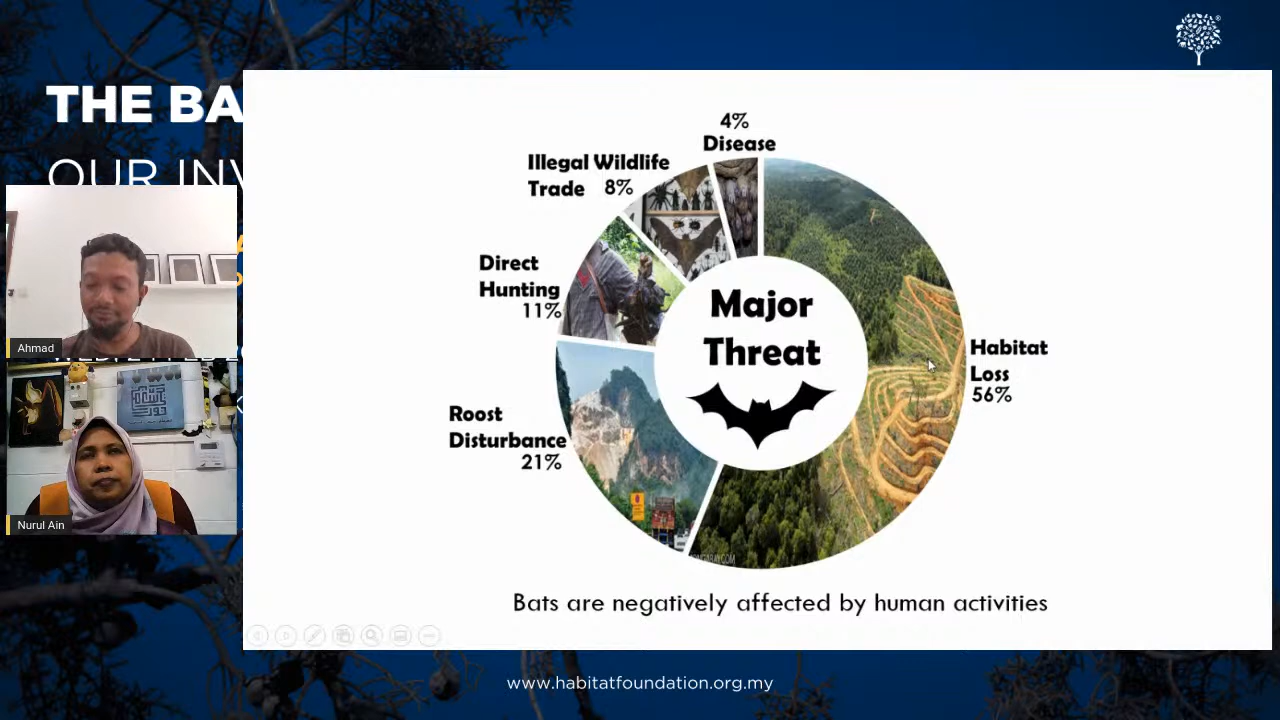 THE BA
OUR INV
Ahmad
Nurul Ain
4%
Disease
Illegal Wildlife
Trade 8%
Direct
Hunting
11%
Major
Threat
Habitat
Loss
56%
Roost
Disturbance
21%
Bats are negatively affected by human activities
www.habitatfoundation.org.my